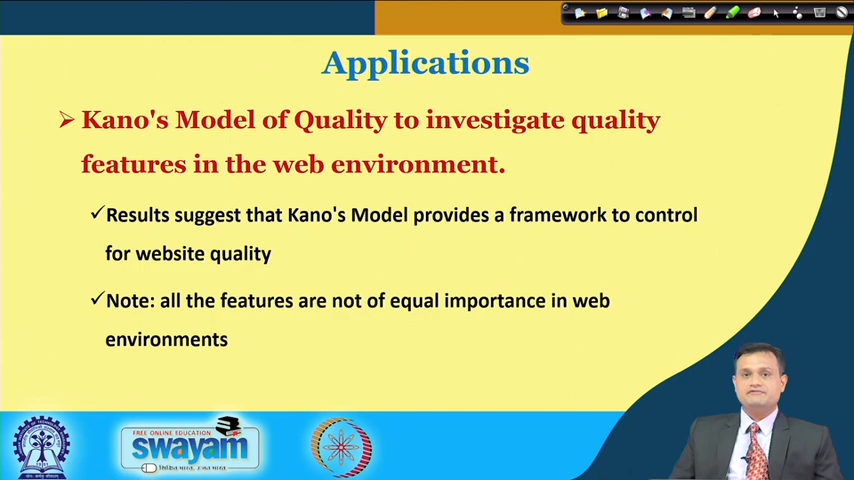 Applications
➢ Kano's Model of Quality to investigate quality
features in the web environment.
✓Results suggest that Kano's Model provides a framework to control
for website quality
✓Note: all the features are not of equal importance in web
environments
FREE ONLINE EDUCATION
swayam